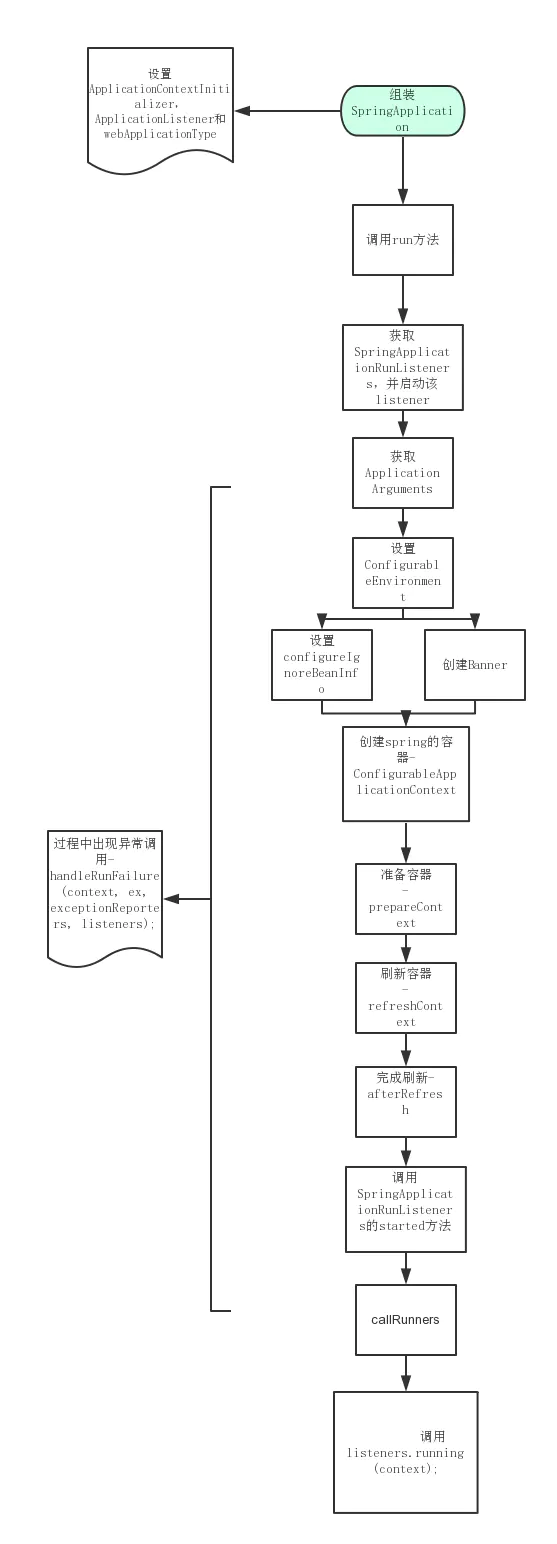 设置
ApplicationContextIniti
alizer,
ApplicationListener和
webApplicationType
组装
SpringApplicati
on
调用run方法
获取
SpringApplicat
ionRunListener
s, 并启动该
listener
获取
Application
Arguments
设置
Configurabl
eEnvironmen
t
设置
configureIg
noreBeanInf
o
创建Banner
创建spring的容
器-
ConfigurableApp
licationContext
过程中出现异常调
用-
handleRunFailure
(context, ex,
exceptionReporte
rs, listeners);
准备容器
-
prepareCont
ext
刷新容器
-
refreshCont
ext
完成刷新-
afterRefres
h
调用
SpringApplicat
ionRunListener
s的started方法
callRunners
调用
listeners.running
(context);